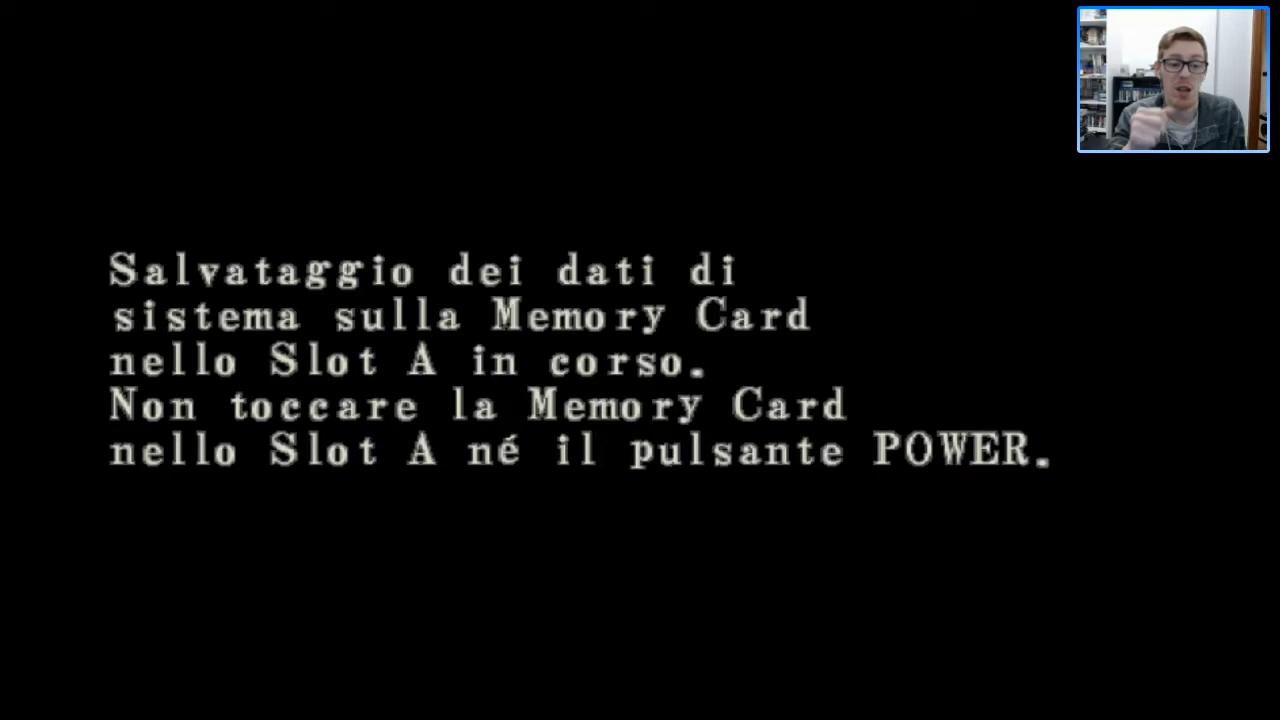 Salvataggio dei dati di
sistema sulla Memory Card
nello Slot A in corso.
Non toccare la Memory Card
nello Slot A né il pulsante POWER.